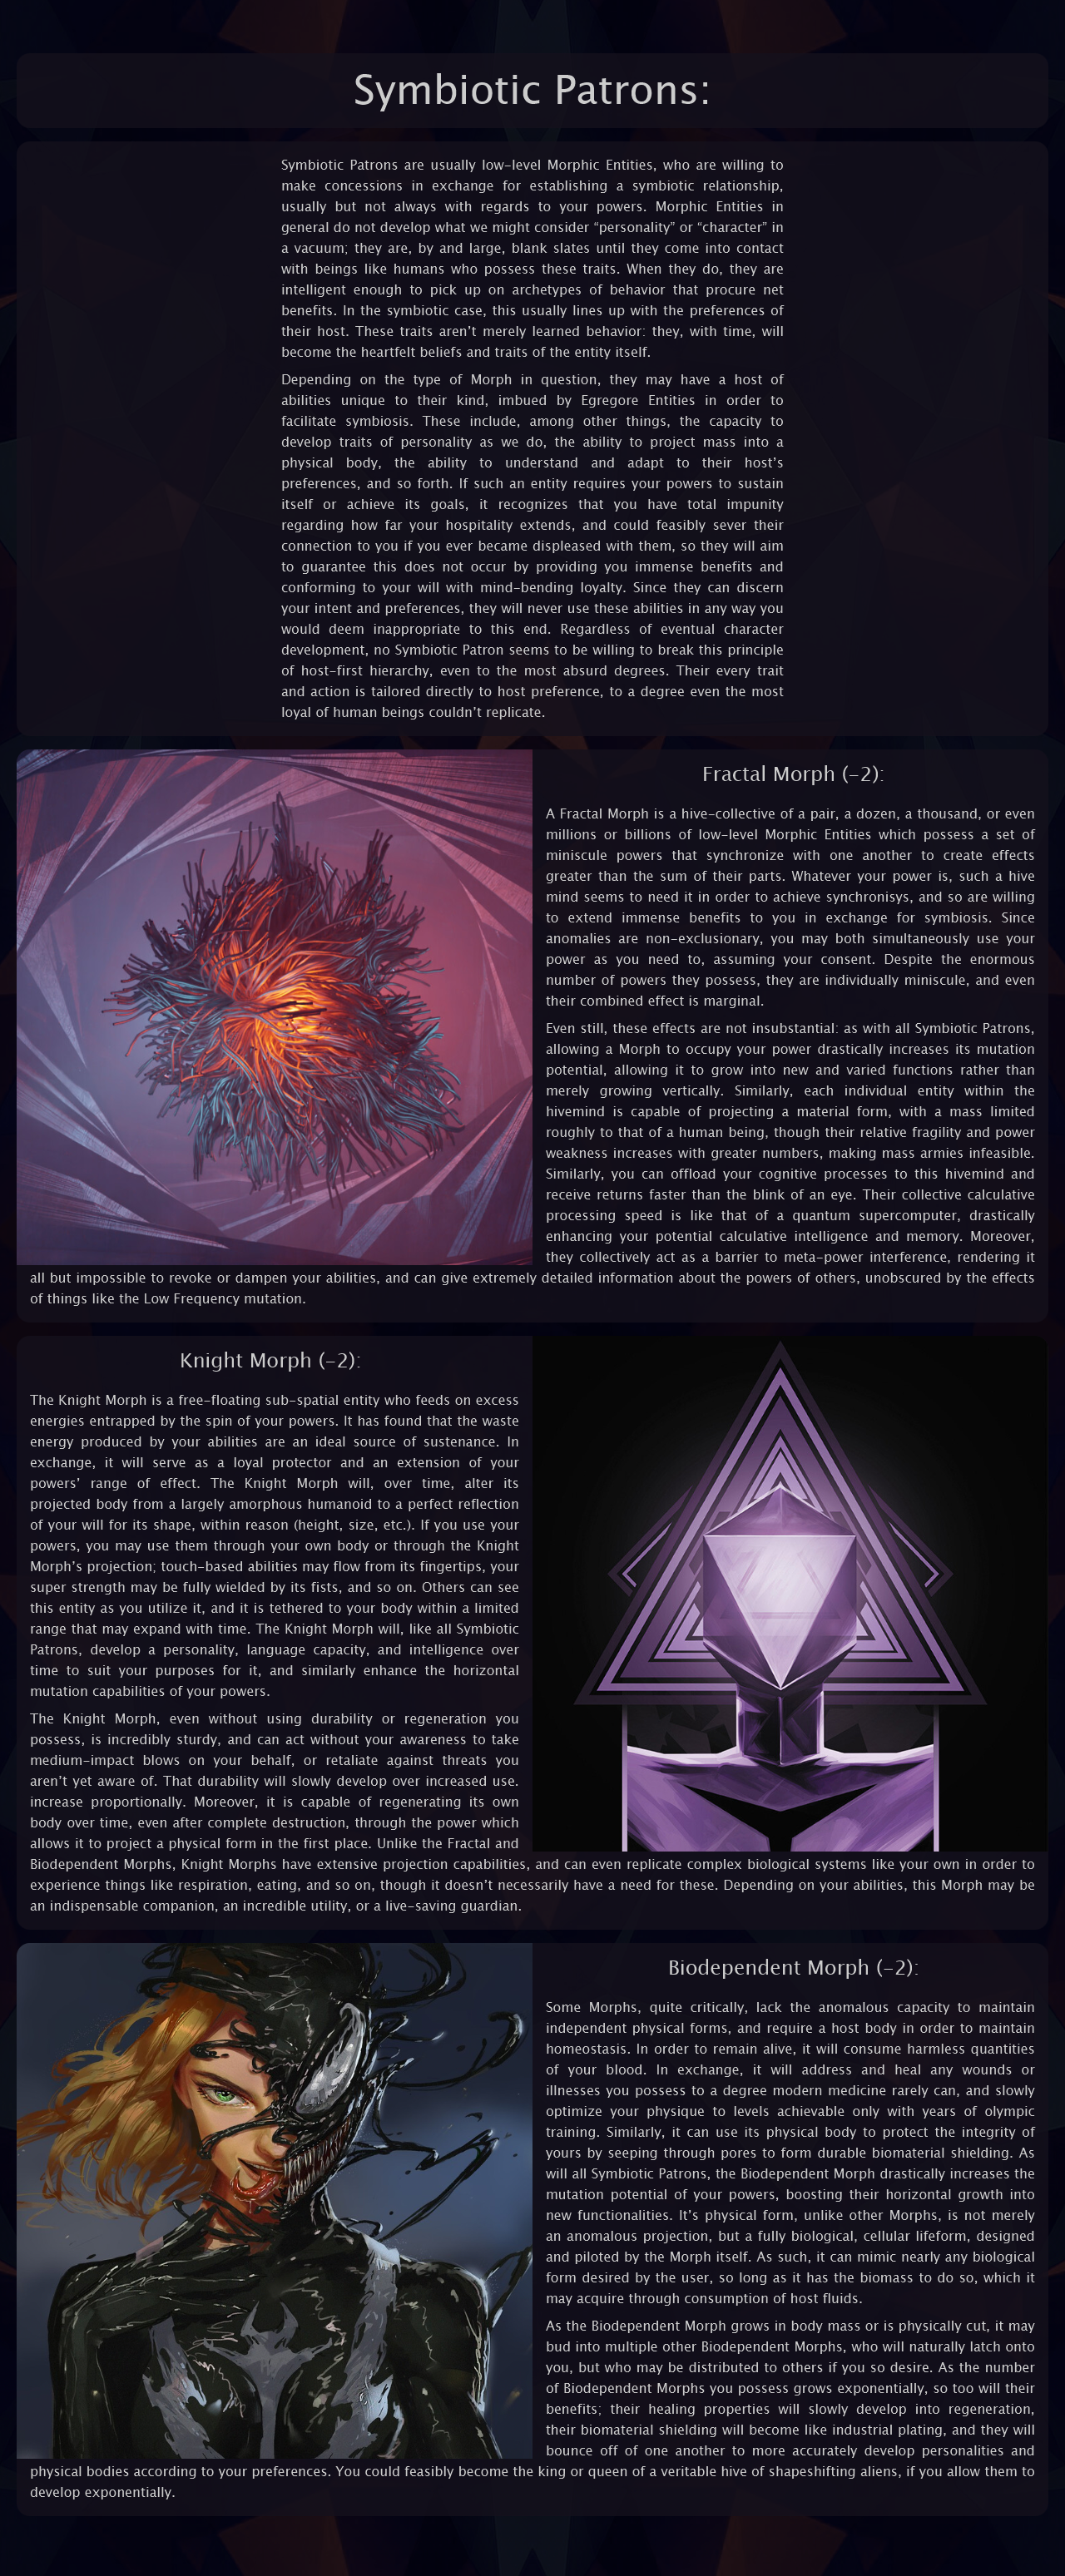 Symbiotic Patrons:
Symbiotic Patrons are usually low-level Morphic Entities, who are willing to
make concessions in exchange for establishing a symbiotic relationship,
usually but not always with regards to your powers. Morphic Entities in
general do not develop what we might consider “personality” or “character” in
a vacuum; they are, by and large, blank slates until they come into contact
with beings like humans who possess these traits. When they do, they are
intelligent enough to pick up on archetypes of behavior that procure net
benefits. In the symbiotic case, this usually lines up with the preferences of
their host. These traits aren’t merely learned behavior: they, with time, will
become the heartfelt beliefs and traits of the entity itself.
Depending on the type of Morph in question, they may have a host of
abilities unique to their kind, imbued by Egregore Entities in order to
facilitate symbiosis. These include, among other things, the capacity to
develop traits of personality as we do, the ability to project mass into a
physical body, the ability to understand and adapt to their host’s
preferences, and so forth. If such an entity requires your powers to sustain
itself or achieve its goals, it recognizes that you have total impunity
regarding how far your hospitality extends, and could feasibly sever their
connection to you if you ever became displeased with them, so they will aim
to guarantee this does not occur by providing you immense benefits and
conforming to your will with mind-bending loyalty. Since they can discern
your intent and preferences, they will never use these abilities in any way you
would deem inappropriate to this end. Regardless of eventual character
development, no Symbiotic Patron seems to be willing to break this principle
of host-first hierarchy, even to the most absurd degrees. Their every trait
and action is tailored directly to host preference, to a degree even the most
loyal of human beings couldn’t replicate.
Fractal Morph (-2):
A Fractal Morph is a hive-collective of a pair, a dozen, a thousand, or even
millions or billions of low-level Morphic Entities which possess a set of
miniscule powers that synchronize with one another to create effects
greater than the sum of their parts. Whatever your power is, such a hive
mind seems to need it in order to achieve synchronisys, and so are willing
to extend immense benefits to you in exchange for symbiosis. Since
anomalies are non-exclusionary, you may both simultaneously use your
power as you need to, assuming your consent. Despite the enormous
number of powers they possess, they are individually miniscule, and even
their combined effect is marginal.
Even still, these effects are not insubstantial: as with all Symbiotic Patrons,
allowing a Morph to occupy your power drastically increases its mutation
potential, allowing it to grow into new and varied functions rather than
merely growing vertically. Similarly, each individual entity within the
hivemind is capable of projecting a material form, with a mass limited
roughly to that of a human being, though their relative fragility and power
weakness increases with greater numbers, making mass armies infeasible.
Similarly, you can offload your cognitive processes to this hivemind and
receive returns faster than the blink of an eye. Their collective calculative
processing speed is like that of a quantum supercomputer, drastically
enhancing your potential calculative intelligence and memory. Moreover,
they collectively act as a barrier to meta-power interference, rendering it
all but impossible to revoke or dampen your abilities, and can give extremely detailed information about the powers of others, unobscured by the effects
of things like the Low Frequency mutation.
Knight Morph (-2):
The Knight Morph is a free-floating sub-spatial entity who feeds on excess
energies entrapped by the spin of your powers. It has found that the waste
energy produced by your abilities are an ideal source of sustenance. In
exchange, it will serve as a loyal protector and an extension of your
powers’ range of effect. The Knight Morph will, over time, alter its
projected body from a largely amorphous humanoid to a perfect reflection
of your will for its shape, within reason (height, size, etc.). If you use your
powers, you may use them through your own body or through the Knight
Morph’s projection; touch-based abilities may flow from its fingertips, your
super strength may be fully wielded by its fists, and so on. Others can see
this entity as you utilize it, and it is tethered to your body within a limited
range that may expand with time. The Knight Morph will, like all Symbiotic
Patrons, develop a personality, language capacity, and intelligence over
time to suit your purposes for it, and similarly enhance the horizontal
mutation capabilities of your powers.
The Knight Morph, even without using durability or regeneration you
possess, is incredibly sturdy, and can act without your awareness to take
medium-impact blows on your behalf, or retaliate against threats you
aren’t yet aware of. That durability will slowly develop over increased use.
increase proportionally. Moreover, it is capable of regenerating its own
body over time, even after complete destruction, through the power which
allows it to project a physical form in the first place. Unlike the Fractal and
Biodependent Morphs, Knight Morphs have extensive projection capabilities, and can even replicate complex biological systems like your own in order to
experience things like respiration, eating, and so on, though it doesn’t necessarily have a need for these. Depending on your abilities, this Morph may be
an indispensable companion, an incredible utility, or a live-saving guardian.
Biodependent Morph (-2):
Some Morphs, quite critically, lack the anomalous capacity to maintain
independent physical forms, and require a host body in order to maintain
homeostasis. In order to remain alive, it will consume harmless quantities
of your blood. In exchange, it will address and heal any wounds or
illnesses you possess to a degree modern medicine rarely can, and slowly
optimize your physique to levels achievable only with years of olympic
training. Similarly, it can use its physical body to protect the integrity of
yours by seeping through pores to form durable biomaterial shielding. As
will all Symbiotic Patrons, the Biodependent Morph drastically increases the
mutation potential of your powers, boosting their horizontal growth into
new functionalities. It’s physical form, unlike other Morphs, is not merely
an anomalous projection, but a fully biological, cellular lifeform, designed
and piloted by the Morph itself. As such, it can mimic nearly any biological
form desired by the user, so long as it has the biomass to do so, which it
may acquire through consumption of host fluids.
As the Biodependent Morph grows in body mass or is physically cut, it may
bud into multiple other Biodependent Morphs, who will naturally latch onto
you, but who may be distributed to others if you so desire. As the number
of Biodependent Morphs you possess grows exponentially, so too will their
benefits; their healing properties will slowly develop into regeneration,
their biomaterial shielding will become like industrial plating, and they will
bounce off of one another to more accurately develop personalities and
physical bodies according to your preferences. You could feasibly become the king or queen of a veritable hive of shapeshifting aliens, if you allow them to
develop exponentially.